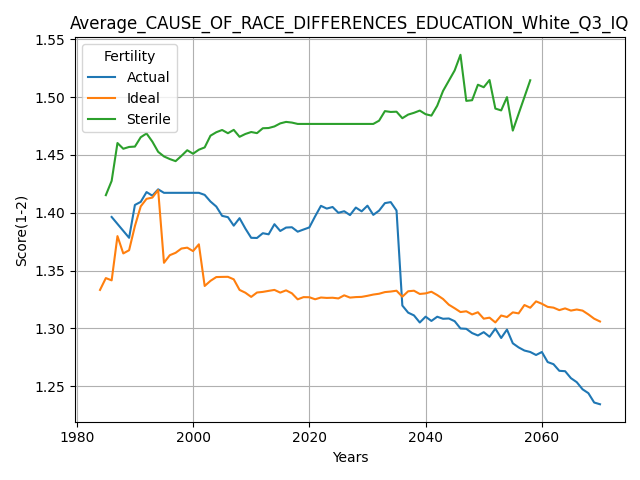 Average_CAUSE_OF_RACE_DIFFERENCES_EDUCATION_White_Q3_IQ
Fertility
Actual
Ideal
Sterile
1.55
1.50
1.45
1.40
1.35
1.30
1.25
Score(1-2)
1980
2000
2020
2040
2060
Years